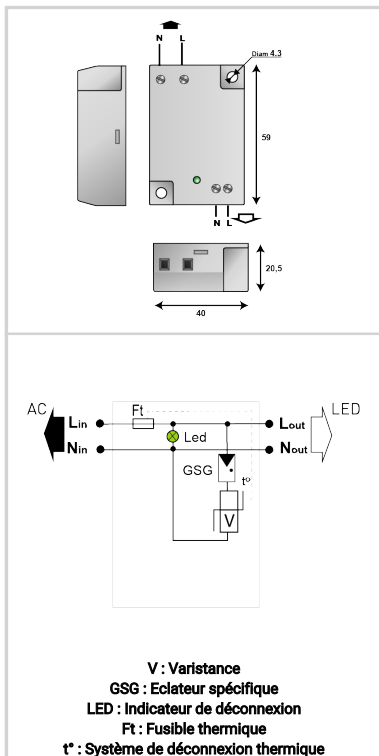 N L
Diam 4.3
59
N L
20,5
40
AC
Lin
Ft
Lout
LED
Led
Nin
Nout
GSG
t°
V
V : Varistance
GSG : Eclateur spécifique
LED : Indicateur de déconnexion
Ft : Fusible thermique
t° : Système de déconnexion thermique